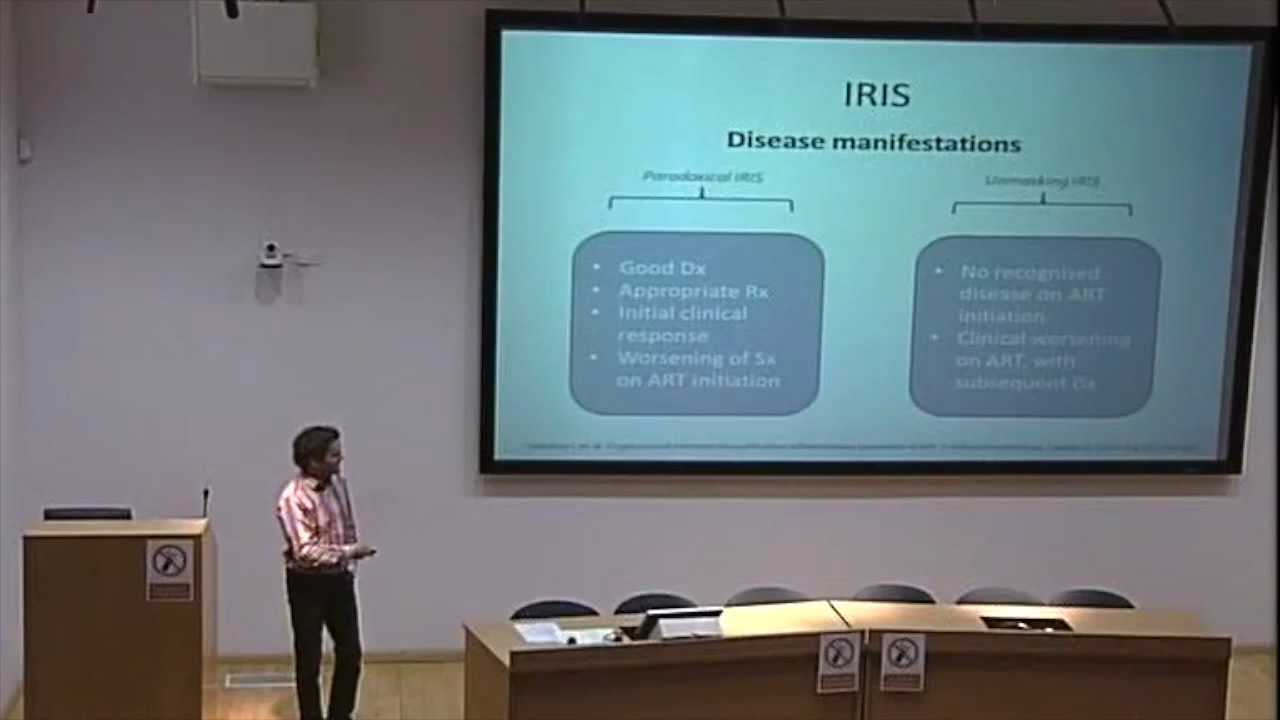 IRIS
Disease manifestations
Paradoxical IRIS
Unmasking IRIS
• Good Dx
• Appropriate Rx
• Initial clinical
response
• Worsening of Sx
on ART initiation
• No recognised
disease on ART
initiation
• Clinical worsening
on ART, with
subsequent Dx